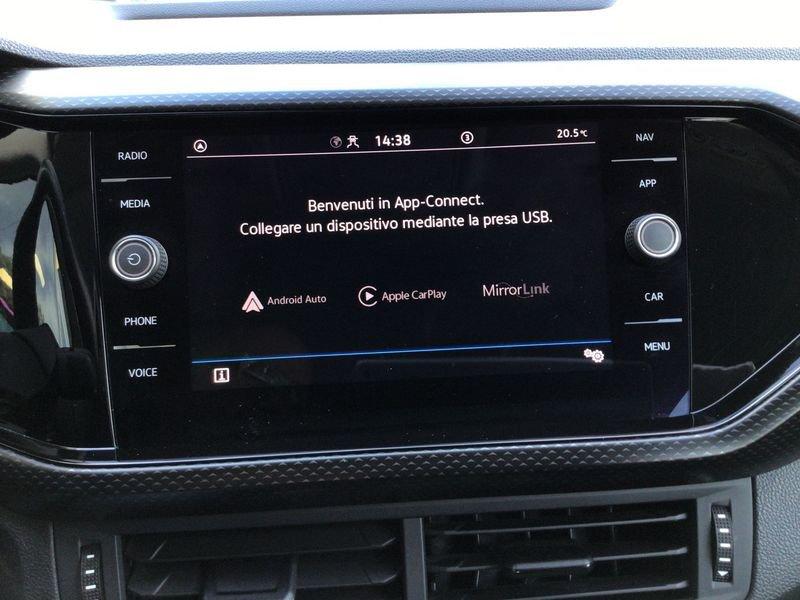 RADIO
MEDIA
PHONE
VOICE
14:38
3
20.5°C
Benvenuti in App-Connect.
Collegare un dispositivo mediante la presa USB.
Android Auto
Apple CarPlay
MirrorLink
i
NAV
APP
CAR
MENU